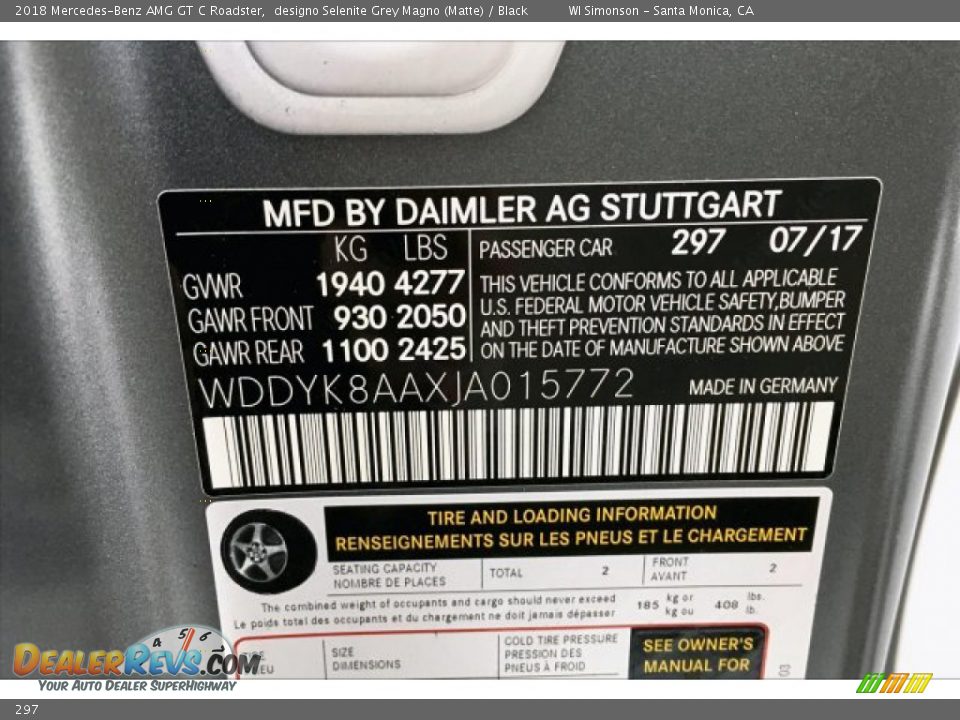 2018 Mercedes-Benz AMG GT C Roadster, designo Selenite Grey Magno (Matte) / Black WI Simonson - Santa Monica, CA
MFD BY DAIMLER AG STUTTGART
KG LBS
GVWR 1940 4277
GAWR FRONT 930 2050
GAWR REAR 1100 2425
PASSENGER CAR 297 07/17
THIS VEHICLE CONFORMS TO ALL APPLICABLE
U.S. FEDERAL MOTOR VEHICLE SAFETY, BUMPER
AND THEFT PREVENTION STANDARDS IN EFFECT
ON THE DATE OF MANUFACTURE SHOWN ABOVE
WDDYK8AAXJA015772 MADE IN GERMANY
TIRE AND LOADING INFORMATION
RENSEIGNEMENTS SUR LES PNEUS ET LE CHARGEMENT
SEATING CAPACITY
NOMBRE DE PLACES
TOTAL 2
FRONT
AVANT
2
The combined weight of occupants and cargo should never exceed
Le poids total des occupants et du chargement ne doit jamais dépasser
185 kg or
kg ou
408 lbs.
lb.
SIZE
DIMENSIONS
COLD TIRE PRESSURE
PRESSION DES
PNEUS À FROID
SEE OWNER'S
MANUAL FOR
4 5 6
DEALERREVS.COM
YOUR AUTO DEALER SUPERHIGHWAY
297